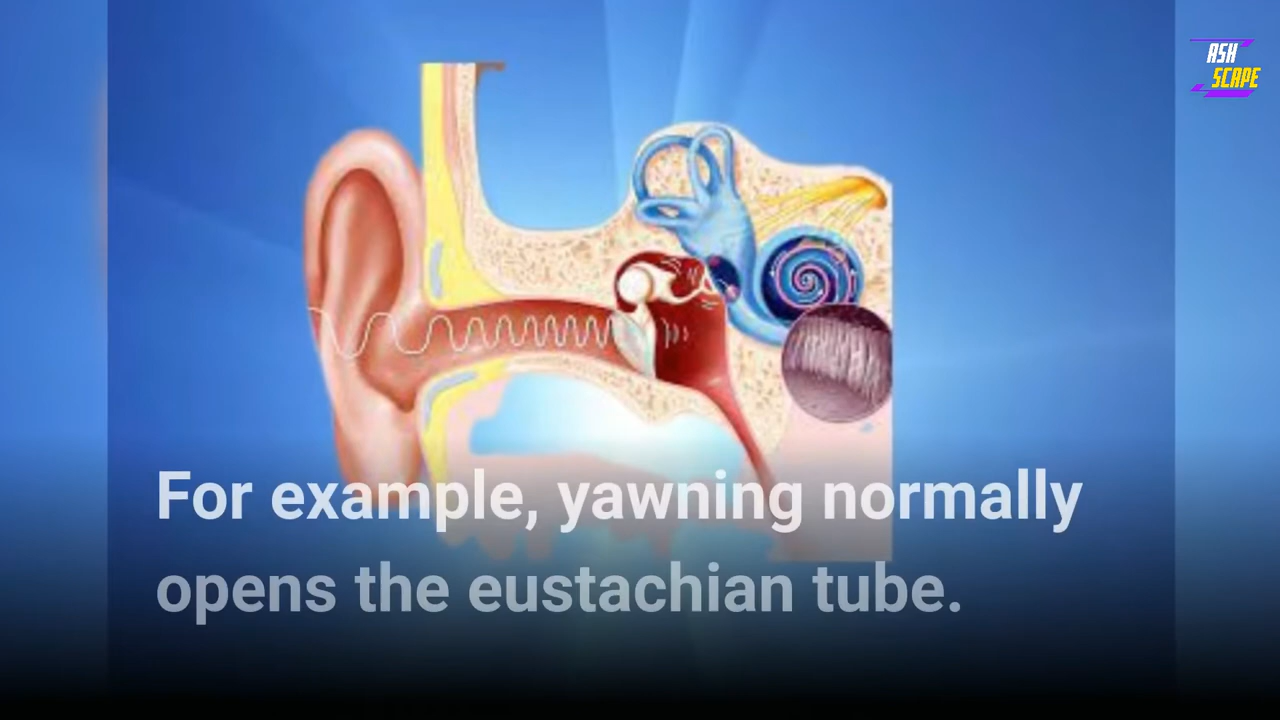 ASH
SCAPE
For example, yawning normally
opens the eustachian tube.